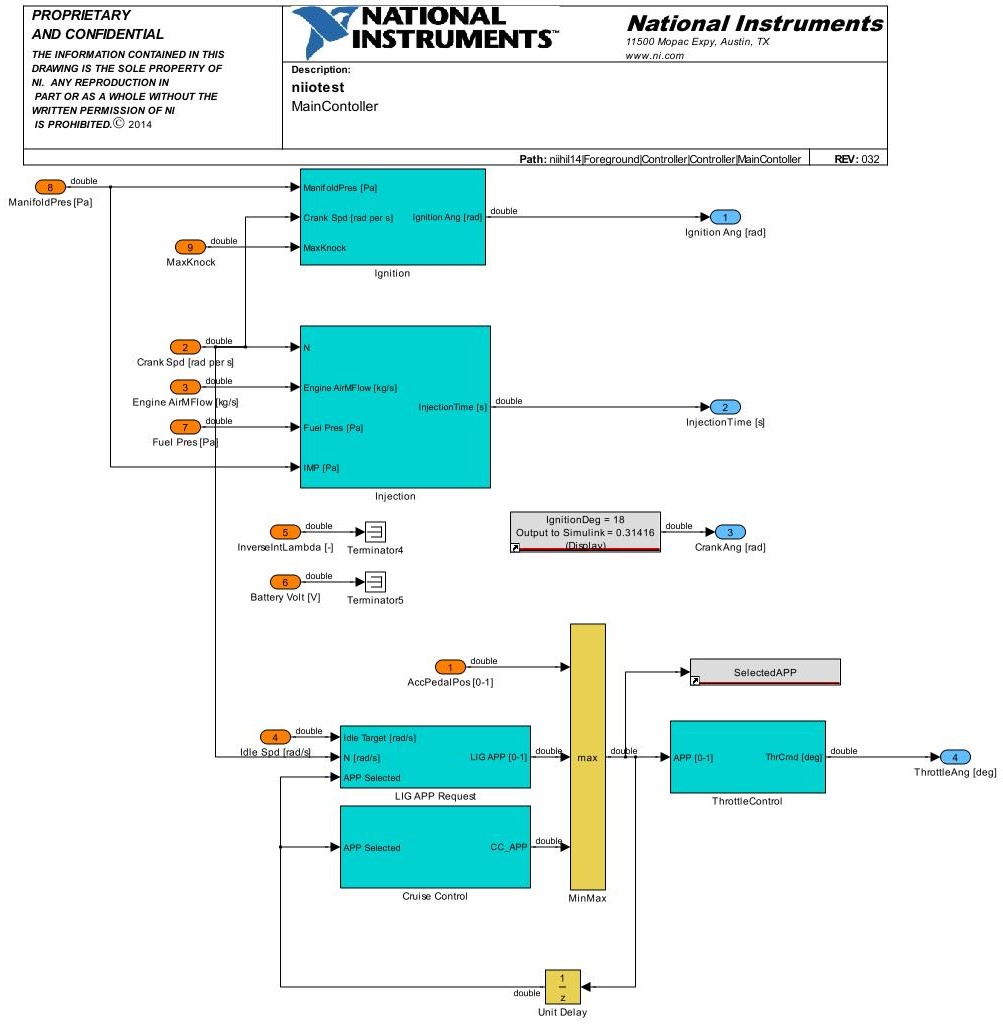 PROPRIETARY
AND CONFIDENTIAL
THE INFORMATION CONTAINED IN THIS
DRAWING IS THE SOLE PROPERTY OF
NI.  ANY REPRODUCTION IN
PART OR AS A WHOLE WITHOUT THE
WRITTEN PERMISSION OF NI
IS PROHIBITED.© 2014
NATIONAL
INSTRUMENTS™
National Instruments
11500 Mopac Expy, Austin, TX
www.ni.com
Description:
niiotest
MainContoller
Path: niihil14|Foreground|Controller|Controller|MainContoller
REV: 032
8
double
ManifoldPres [Pa]
9
double
MaxKnock
ManifoldPres [Pa]
Crank Spd [rad per s]
MaxKnock
Ignition Ang [rad]
Ignition
double
1
Ignition Ang [rad]
2
double
Crank Spd [rad per s]
3
double
Engine AirMFlow [kg/s]
7
double
Fuel Pres [Pa]
N
Engine AirMFlow [kg/s]
Fuel Pres [Pa]
IMP [Pa]
InjectionTime [s]
Injection
double
2
InjectionTime [s]
5
double
InverseIntLambda [-]
Terminator4
IgnitionDeg = 18
Output to Simulink = 0.31416
(Display)
double
3
CrankAng [rad]
6
double
Battery Volt [V]
Terminator5
1
double
AccPedalPos [0-1]
SelectedAPP
4
double
Idle Spd [rad/s]
Idle Target [rad/s]
N [rad/s]
APP Selected
LIG APP [0-1]
LIG APP Request
double
max
double
APP [0-1]
ThrCmd [deg]
ThrottleControl
double
4
ThrottleAng [deg]
APP Selected
CC_APP
Cruise Control
double
MinMax
1
z
double
Unit Delay